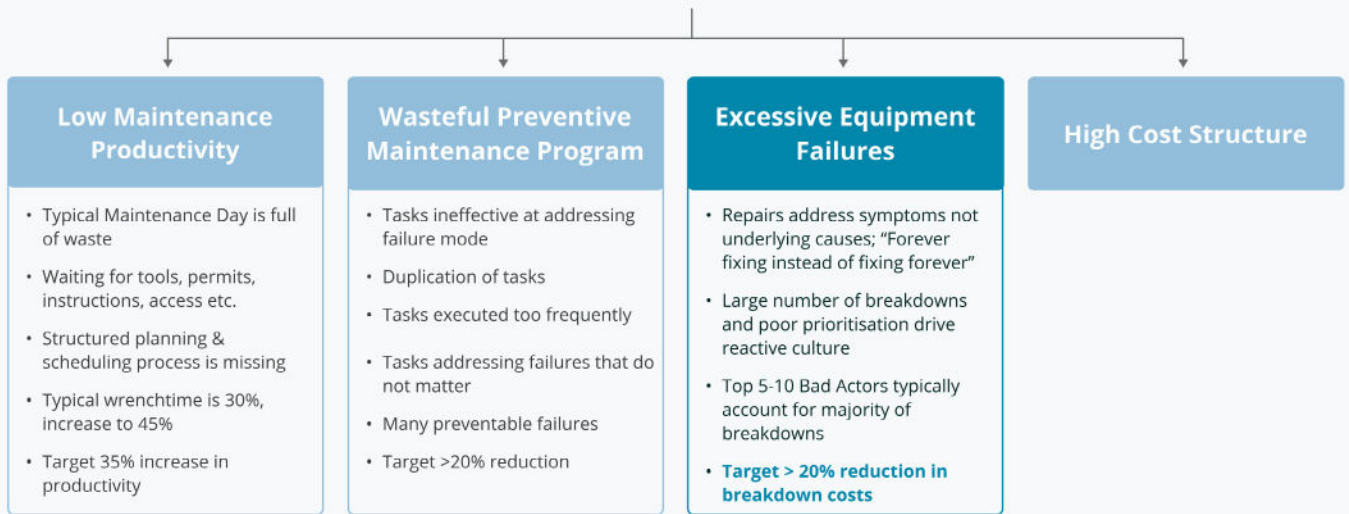 Low Maintenance
Productivity
• Typical Maintenance Day is full
of waste
• Waiting for tools, permits,
instructions, access etc.
• Structured planning &
scheduling process is missing
• Typical wrenchtime is 30%,
increase to 45%
• Target 35% increase in
productivity
Wasteful Preventive
Maintenance Program
• Tasks ineffective at addressing
failure mode
• Duplication of tasks
• Tasks executed too frequently
• Tasks addressing failures that do
not matter
• Many preventable failures
• Target >20% reduction
Excessive Equipment
Failures
• Repairs address symptoms not
underlying causes; “Forever
fixing instead of fixing forever”
• Large number of breakdowns
and poor prioritisation drive
reactive culture
• Top 5-10 Bad Actors typically
account for majority of
breakdowns
• Target > 20% reduction in
breakdown costs
High Cost Structure